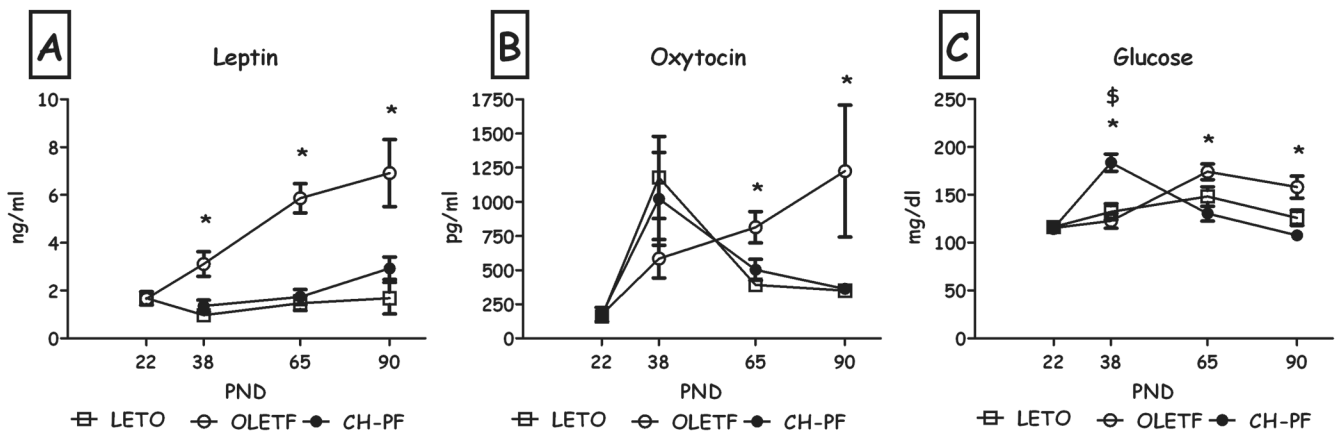 A
Leptin
*
*
*
10
8
6
4
2
0
ng/ml
22 38 65 90
PND
LETO OLETF CH-PF
B
Oxytocin
*
*
1750
1500
1250
1000
750
500
250
0
pg/ml
22 38 65 90
PND
LETO OLETF CH-PF
C
Glucose
$
*
*
*
250
200
150
100
50
0
mg/dl
22 38 65 90
PND
LETO OLETF CH-PF